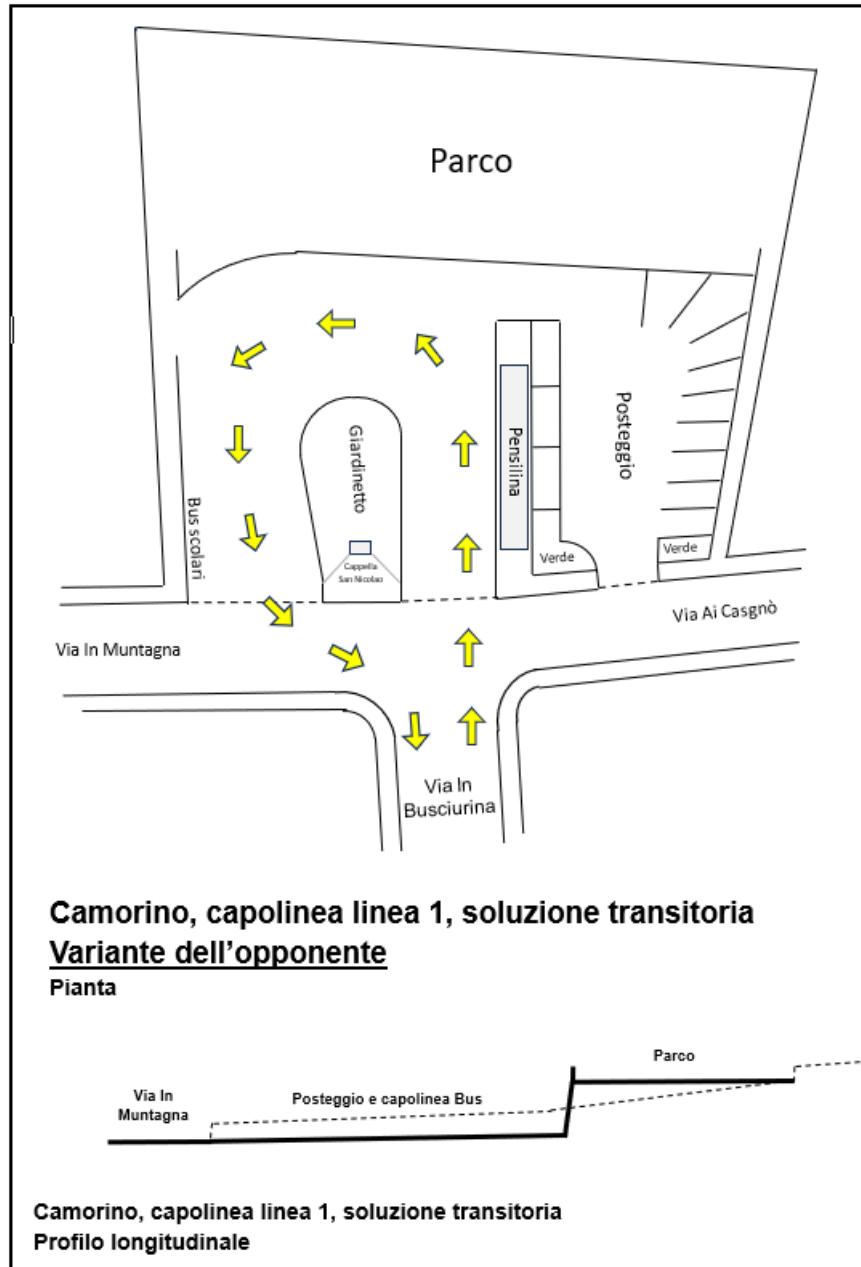 Parco
Giardinetto
Pensilina
Posteggio
Bus scolari
Cappella
San Nicolao
Verde
Verde
Via In Muntagna
Via Ai Casgnò
Via In
Busciurina
Camorino, capolinea linea 1, soluzione transitoria
Variante dell'opponente
Pianta
Parco
Via In
Muntagna
Posteggio e capolinea Bus
Camorino, capolinea linea 1, soluzione transitoria
Profilo longitudinale